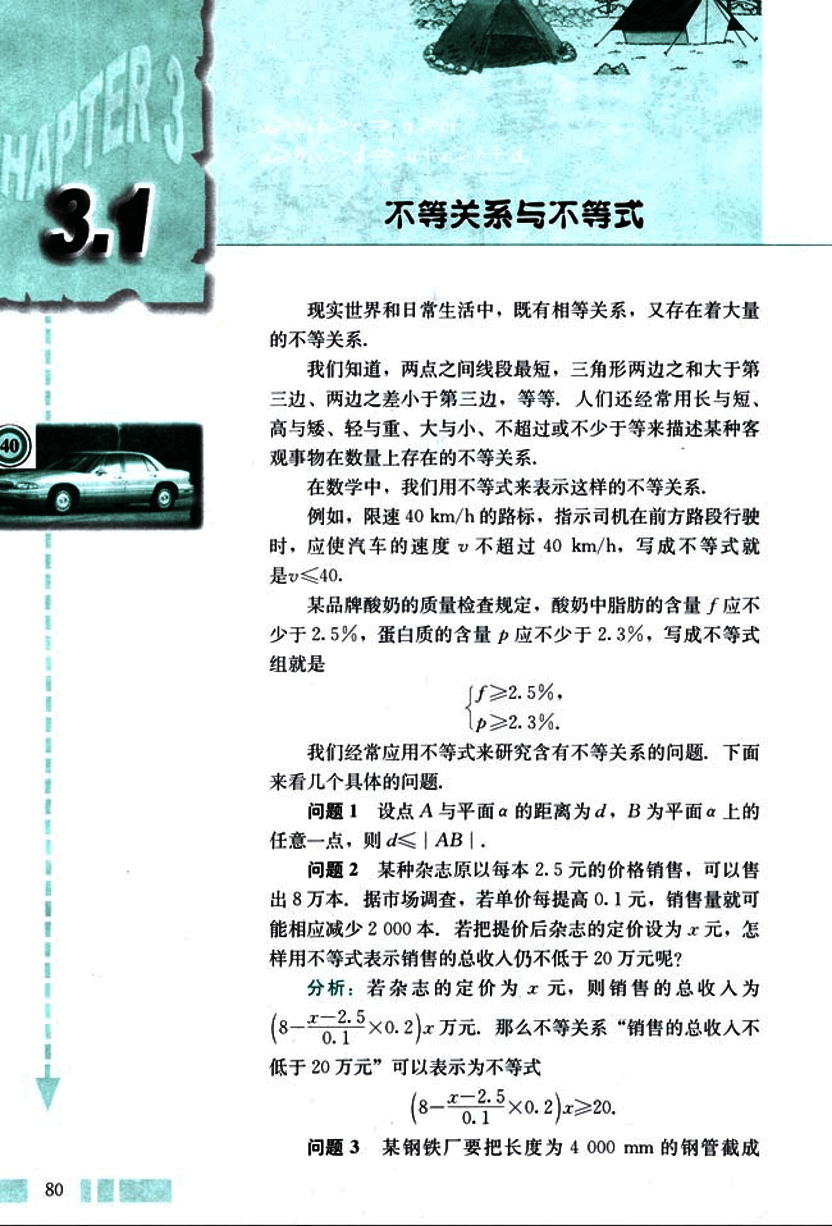 HAPTER 3
3.1
不等关系与不等式
现实世界和日常生活中，既有相等关系，又存在着大量
的不等关系．
我们知道，两点之间线段最短，三角形两边之和大于第
三边、两边之差小于第三边，等等．人们还经常用长与短、
高与矮、轻与重、大与小、不超过或不少于等来描述某种客
观事物在数量上存在的不等关系．
在数学中，我们用不等式来表示这样的不等关系．
40
例如，限速 40 km/h 的路标，指示司机在前方路段行驶
时，应使汽车的速度 v 不超过 40 km/h，写成不等式就
是v≤40．
某品牌酸奶的质量检查规定，酸奶中脂肪的含量 f 应不
少于 2.5%，蛋白质的含量 p 应不少于 2.3%，写成不等式
组就是
{f≥2.5%，
p≥2.3%．
我们经常应用不等式来研究含有不等关系的问题．下面
来看几个具体的问题．
问题 1 设点 A 与平面 α 的距离为 d，B 为平面 α 上的
任意一点，则 d≤|AB|．
问题 2 某种杂志原以每本 2.5 元的价格销售，可以售
出 8 万本．据市场调查，若单价每提高 0.1 元，销售量就可
能相应减少 2 000 本．若把提价后杂志的定价设为 x 元，怎
样用不等式表示销售的总收入仍不低于 20 万元呢？
分析：若杂志的定价为 x 元，则销售的总收入为
(8−(x−2.5)/0.1×0.2)x 万元．那么不等关系“销售的总收入不
低于 20 万元”可以表示为不等式
(8−(x−2.5)/0.1×0.2)x≥20．
问题 3 某钢铁厂要把长度为 4 000 mm 的钢管截成
80